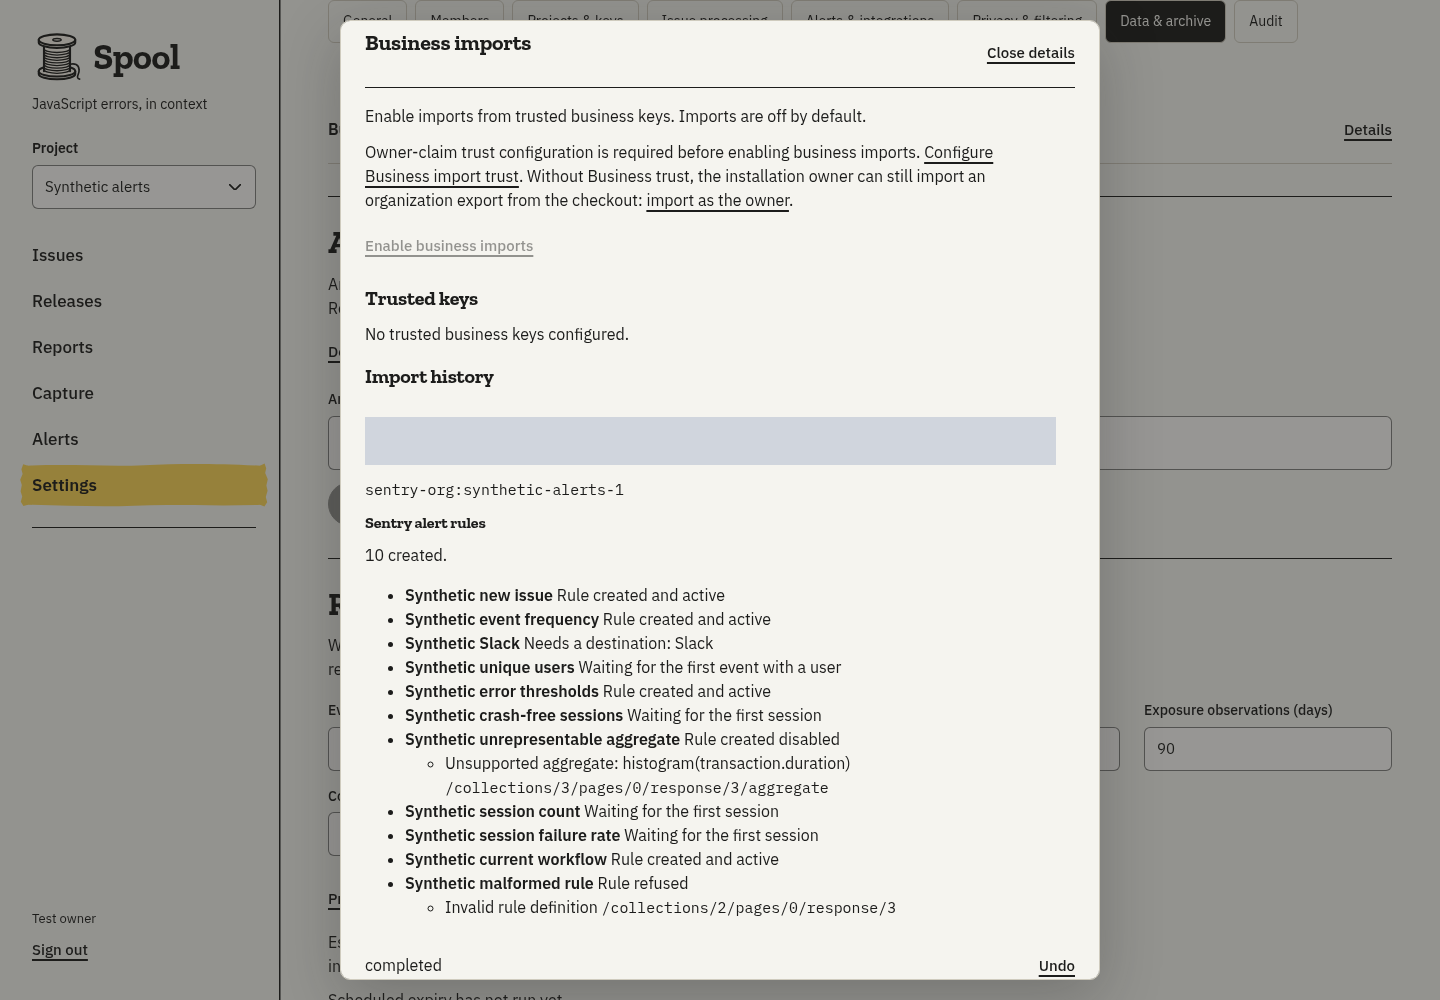 General
Members
Projects & keys
Issue processing
Alerts & integrations
Privacy & filtering
Data & archive
Audit
Spool
JavaScript errors, in context
Project
Synthetic alerts
Issues
Releases
Reports
Capture
Alerts
Settings
Test owner
Sign out
Details
Business imports
Close details
Enable imports from trusted business keys. Imports are off by default.
Owner-claim trust configuration is required before enabling business imports. Configure
Business import trust. Without Business trust, the installation owner can still import an
organization export from the checkout: import as the owner.
Enable business imports
Trusted keys
No trusted business keys configured.
Import history
sentry-org:synthetic-alerts-1
Sentry alert rules
10 created.
Synthetic new issue Rule created and active
Synthetic event frequency Rule created and active
Synthetic Slack Needs a destination: Slack
Synthetic unique users Waiting for the first event with a user
Synthetic error thresholds Rule created and active
Synthetic crash-free sessions Waiting for the first session
Synthetic unrepresentable aggregate Rule created disabled
Unsupported aggregate: histogram(transaction.duration)
/collections/3/pages/0/response/3/aggregate
Synthetic session count Waiting for the first session
Synthetic session failure rate Waiting for the first session
Synthetic current workflow Rule created and active
Synthetic malformed rule Rule refused
Invalid rule definition /collections/2/pages/0/response/3
completed
Undo
Exposure observations (days)
90
Scheduled expiry has not run yet.